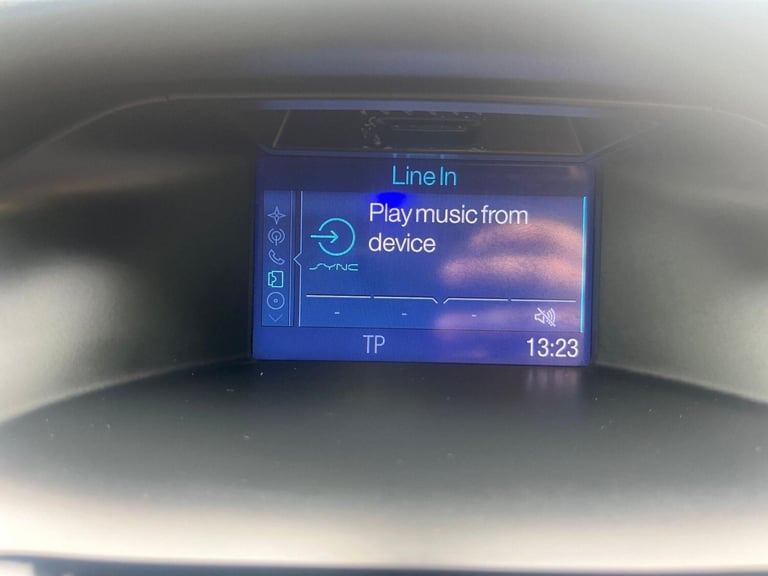 Line In
Play music from
device
SYNC
- - -
TP 13:23